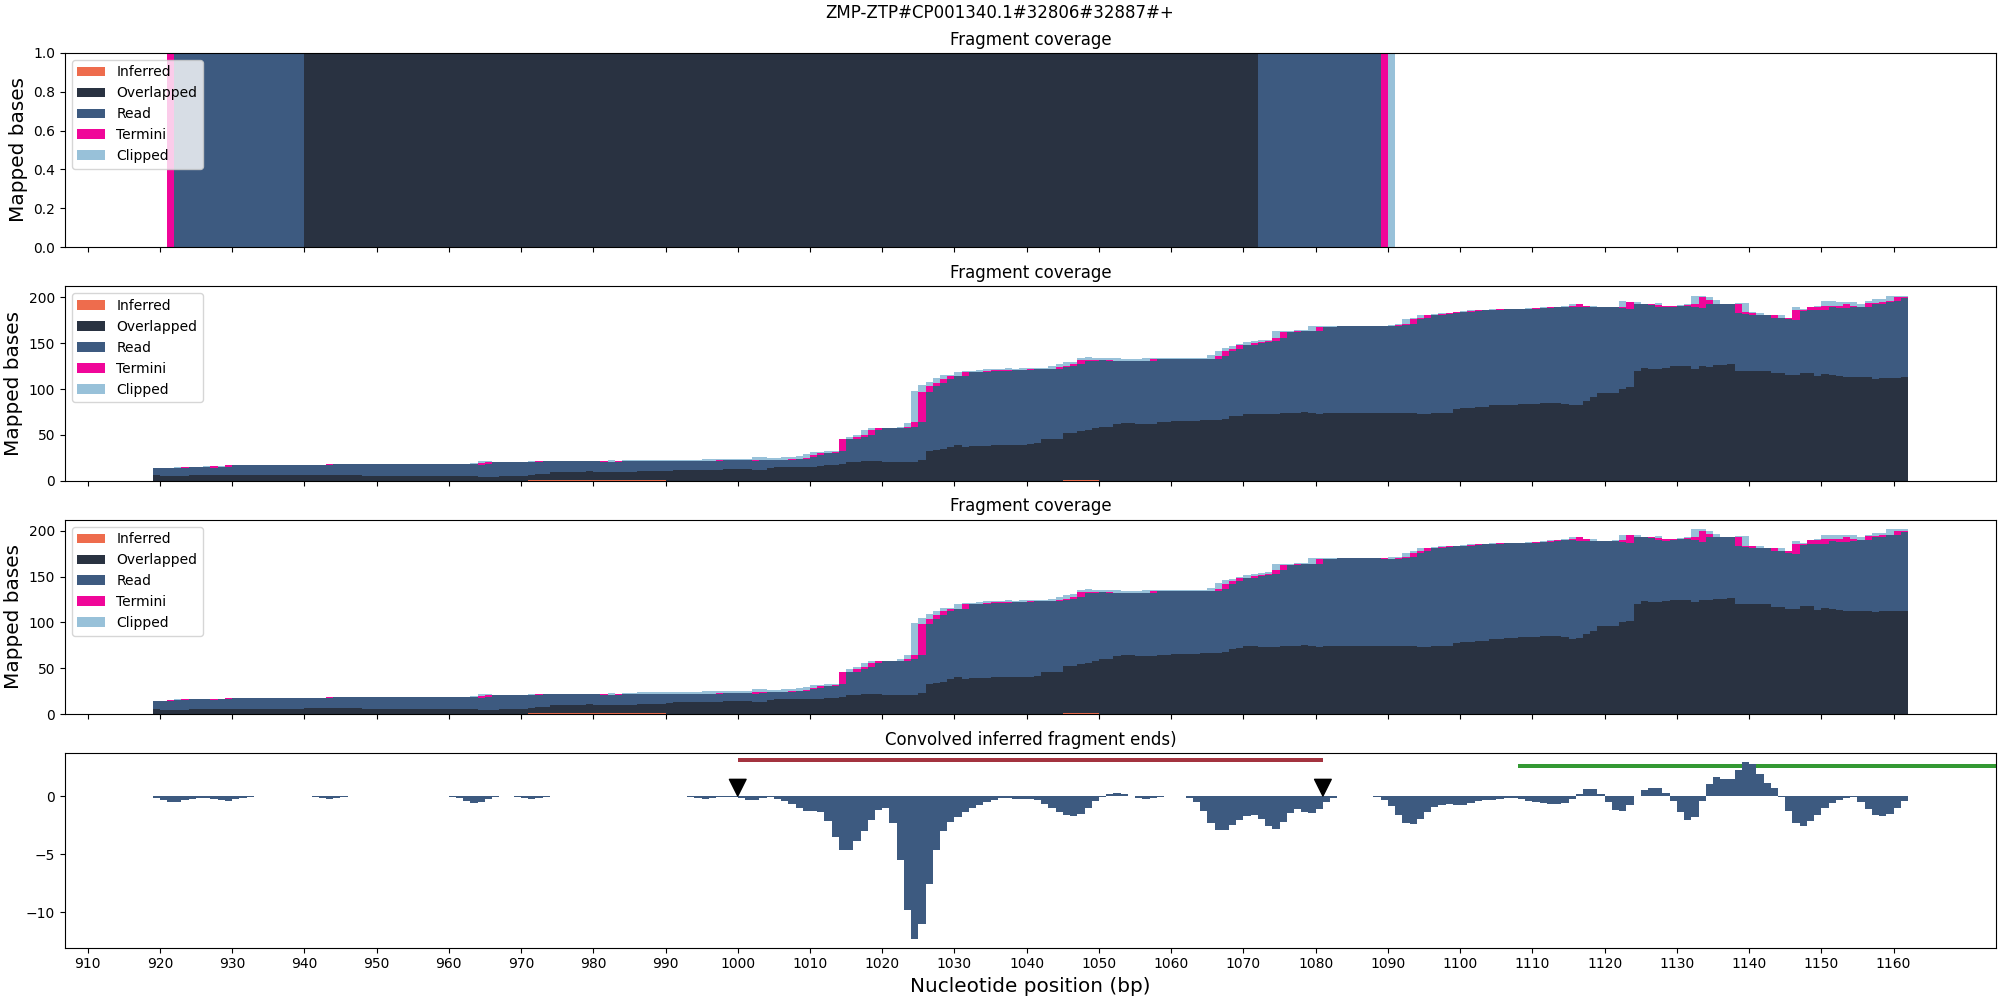 ZMP-ZTP#CP001340.1#32806#32887#+
Fragment coverage
Mapped bases
1.0
0.8
0.6
0.4
0.2
0.0
Inferred
Overlapped
Read
Termini
Clipped
Fragment coverage
Mapped bases
200
150
100
50
0
Inferred
Overlapped
Read
Termini
Clipped
Fragment coverage
Mapped bases
200
150
100
50
0
Inferred
Overlapped
Read
Termini
Clipped
Convolved inferred fragment ends)
0
−5
−10
910 920 930 940 950 960 970 980 990 1000 1010 1020 1030 1040 1050 1060 1070 1080 1090 1100 1110 1120 1130 1140 1150 1160
Nucleotide position (bp)